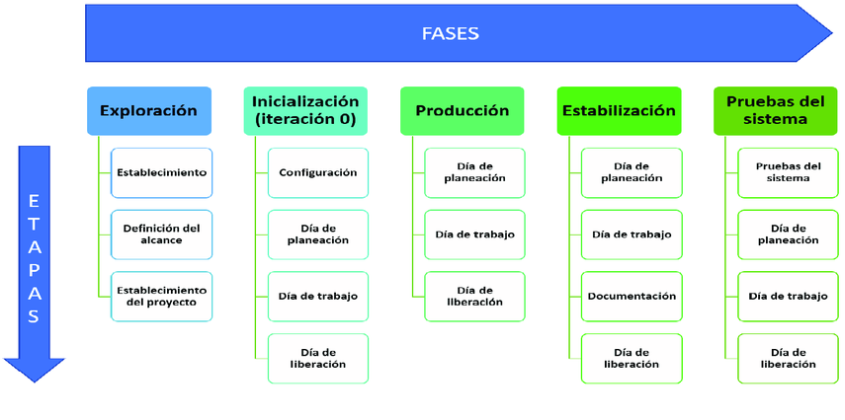 FASES
ETAPAS
Exploración
Establecimiento
Definición del
alcance
Establecimiento
del proyecto
Inicialización
(iteración 0)
Configuración
Día de
planeación
Día de trabajo
Día de
liberación
Producción
Día de
planeación
Día de trabajo
Día de
liberación
Estabilización
Día de
planeación
Día de trabajo
Documentación
Día de
liberación
Pruebas del
sistema
Pruebas del
sistema
Día de
planeación
Día de trabajo
Día de
liberación